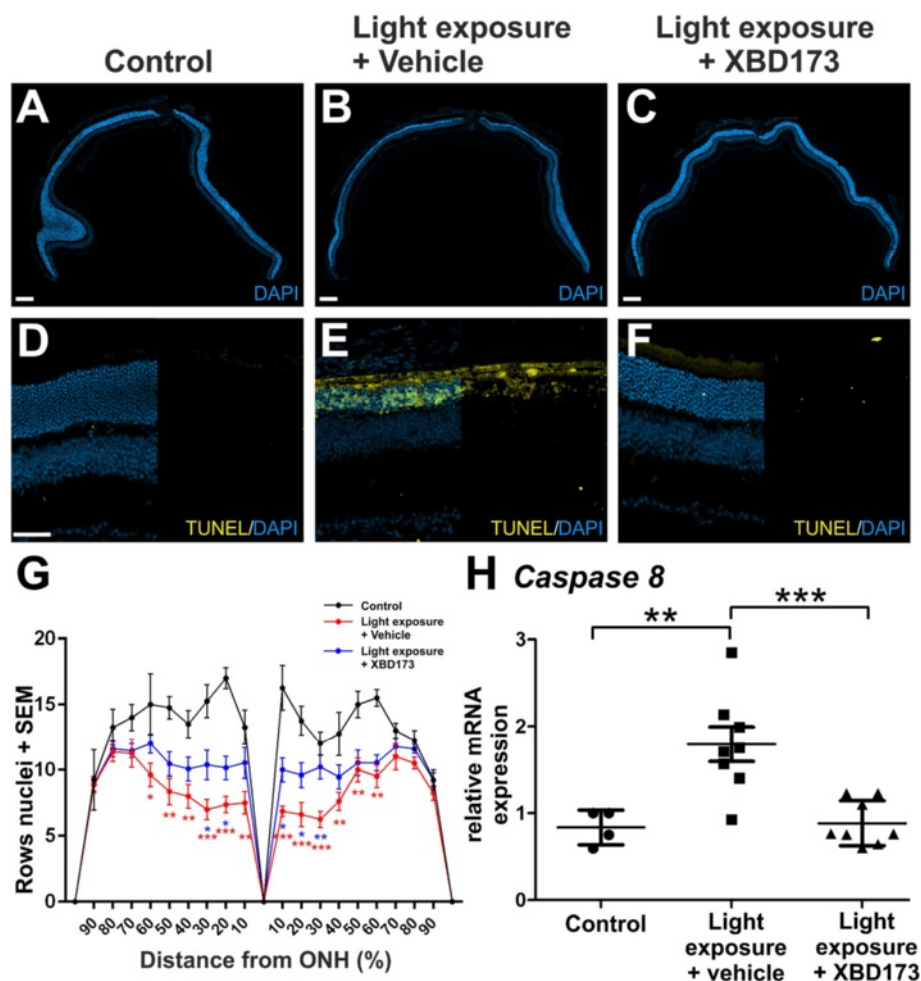 Control
Light exposure
+ Vehicle
Light exposure
+ XBD173
A
DAPI
B
DAPI
C
DAPI
D
TUNEL/DAPI
E
TUNEL/DAPI
F
TUNEL/DAPI
G
Control
Light exposure
+ Vehicle
Light exposure
+ XBD173
20
15
10
5
0
Rows nuclei + SEM
* ** ** *** *** ** *** *** *** ** ** **
* * * * **
90 80 70 60 50 40 30 20 10 10 20 30 40 50 60 70 80 90
Distance from ONH (%)
H Caspase 8
** ***
3
2
1
0
relative mRNA
expression
Control
Light
exposure
+ vehicle
Light
exposure
+ XBD173